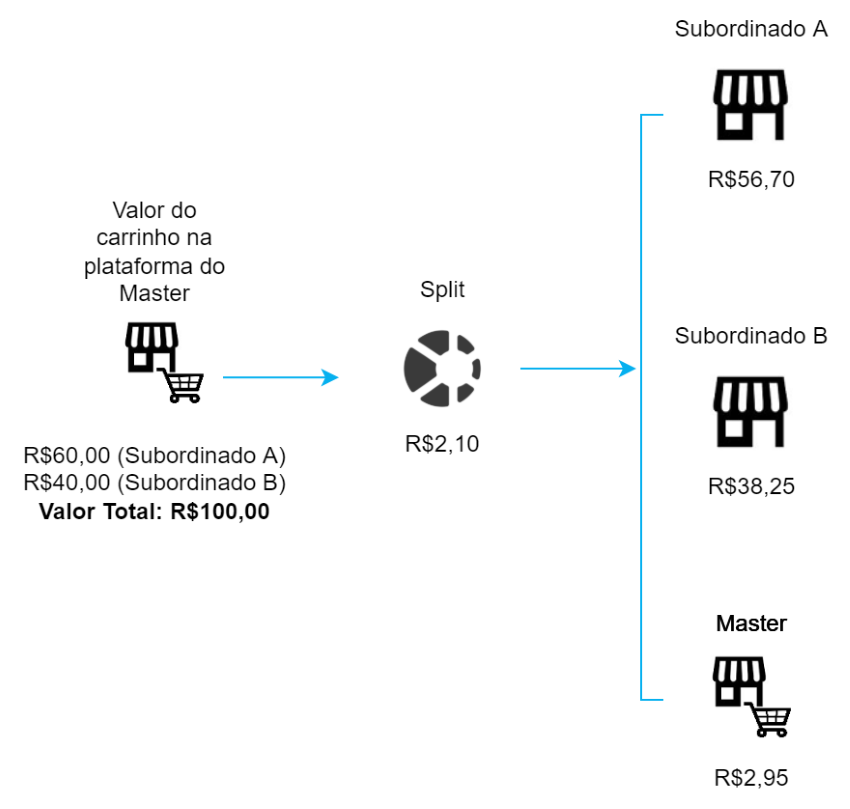 Valor do
carrinho na
plataforma do
Master
R$60,00 (Subordinado A)
R$40,00 (Subordinado B)
Valor Total: R$100,00
Split
R$2,10
Subordinado A
R$56,70
Subordinado B
R$38,25
Master
R$2,95